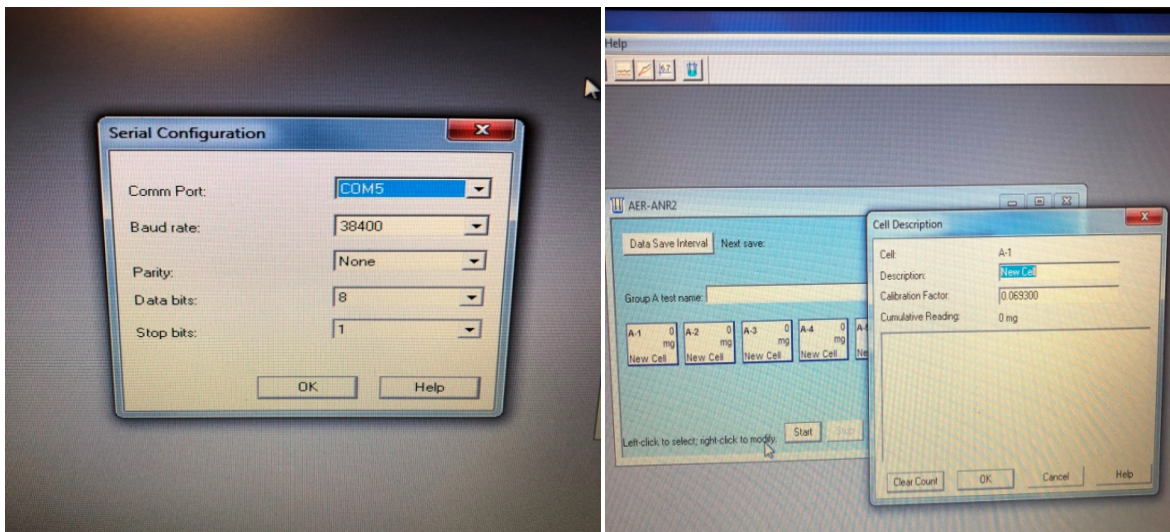 Serial Configuration
Comm Port: COM5
Baud rate: 38400
Parity: None
Data bits: 8
Stop bits: 1
OK Help
Help
6.7
AER-ANR2
Data Save Interval Next save:
Group A test name:
A-1 0 mg New Cell
A-2 0 mg New Cell
A-3 0 mg New Cell
A-4 0 mg New Cell
Left-click to select; right-click to modify.
Start Stop
Cell Description
Cell: A-1
Description: New Cell
Calibration Factor: 0.069300
Cumulative Reading: 0 mg
Clear Count OK Cancel Help